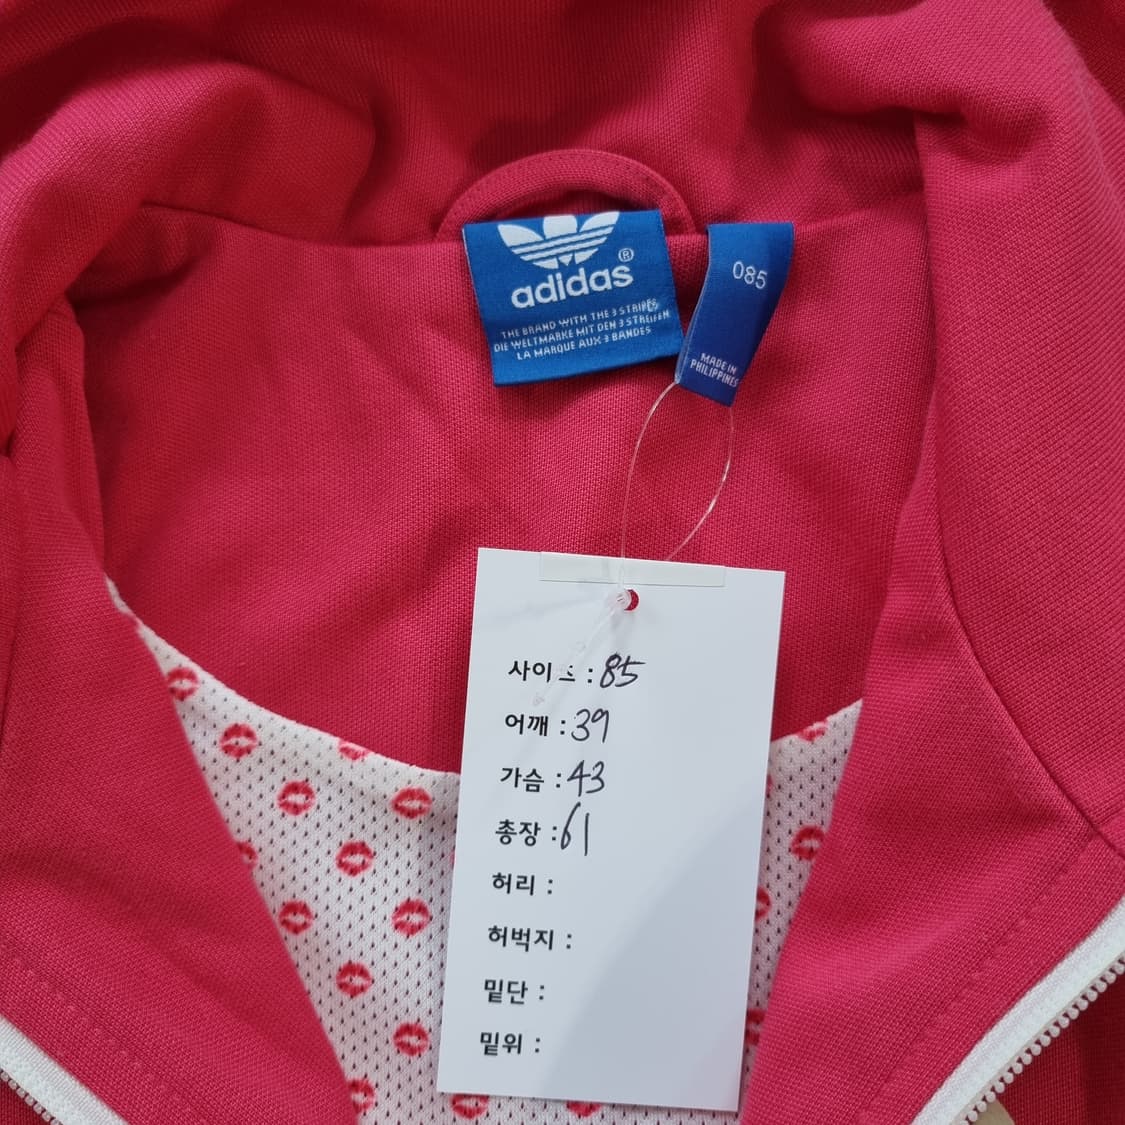 adidas®
THE BRAND WITH THE 3 STRIPES
DIE WELTMARKE MIT DEN 3 STREIFEN
LA MARQUE AUX 3 BANDES
085
MADE IN
PHILIPPINES
사이즈 : 85
어깨 : 39
가슴 : 43
총장 : 61
허리 :
허벅지 :
밑단 :
밑위 :